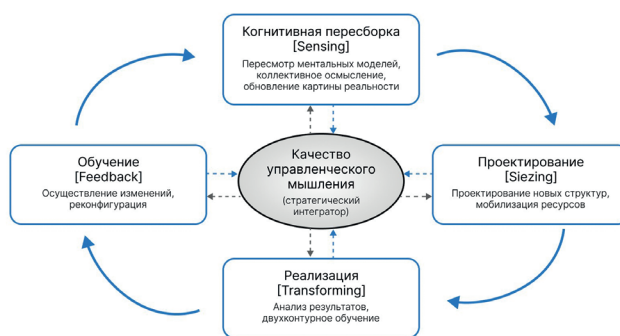 Когнитивная пересборка
[Sensing]
Пересмотр ментальных моделей,
коллективное осмысление,
обновление картины реальности
Обучение
[Feedback]
Осуществление изменений,
реконфигурация
Качество
управленческого
мышления
(стратегический
интегратор)
Проектирование
[Siezing]
Проектирование новых структур,
мобилизация ресурсов
Реализация
[Transforming]
Анализ результатов,
двухконтурное обучение